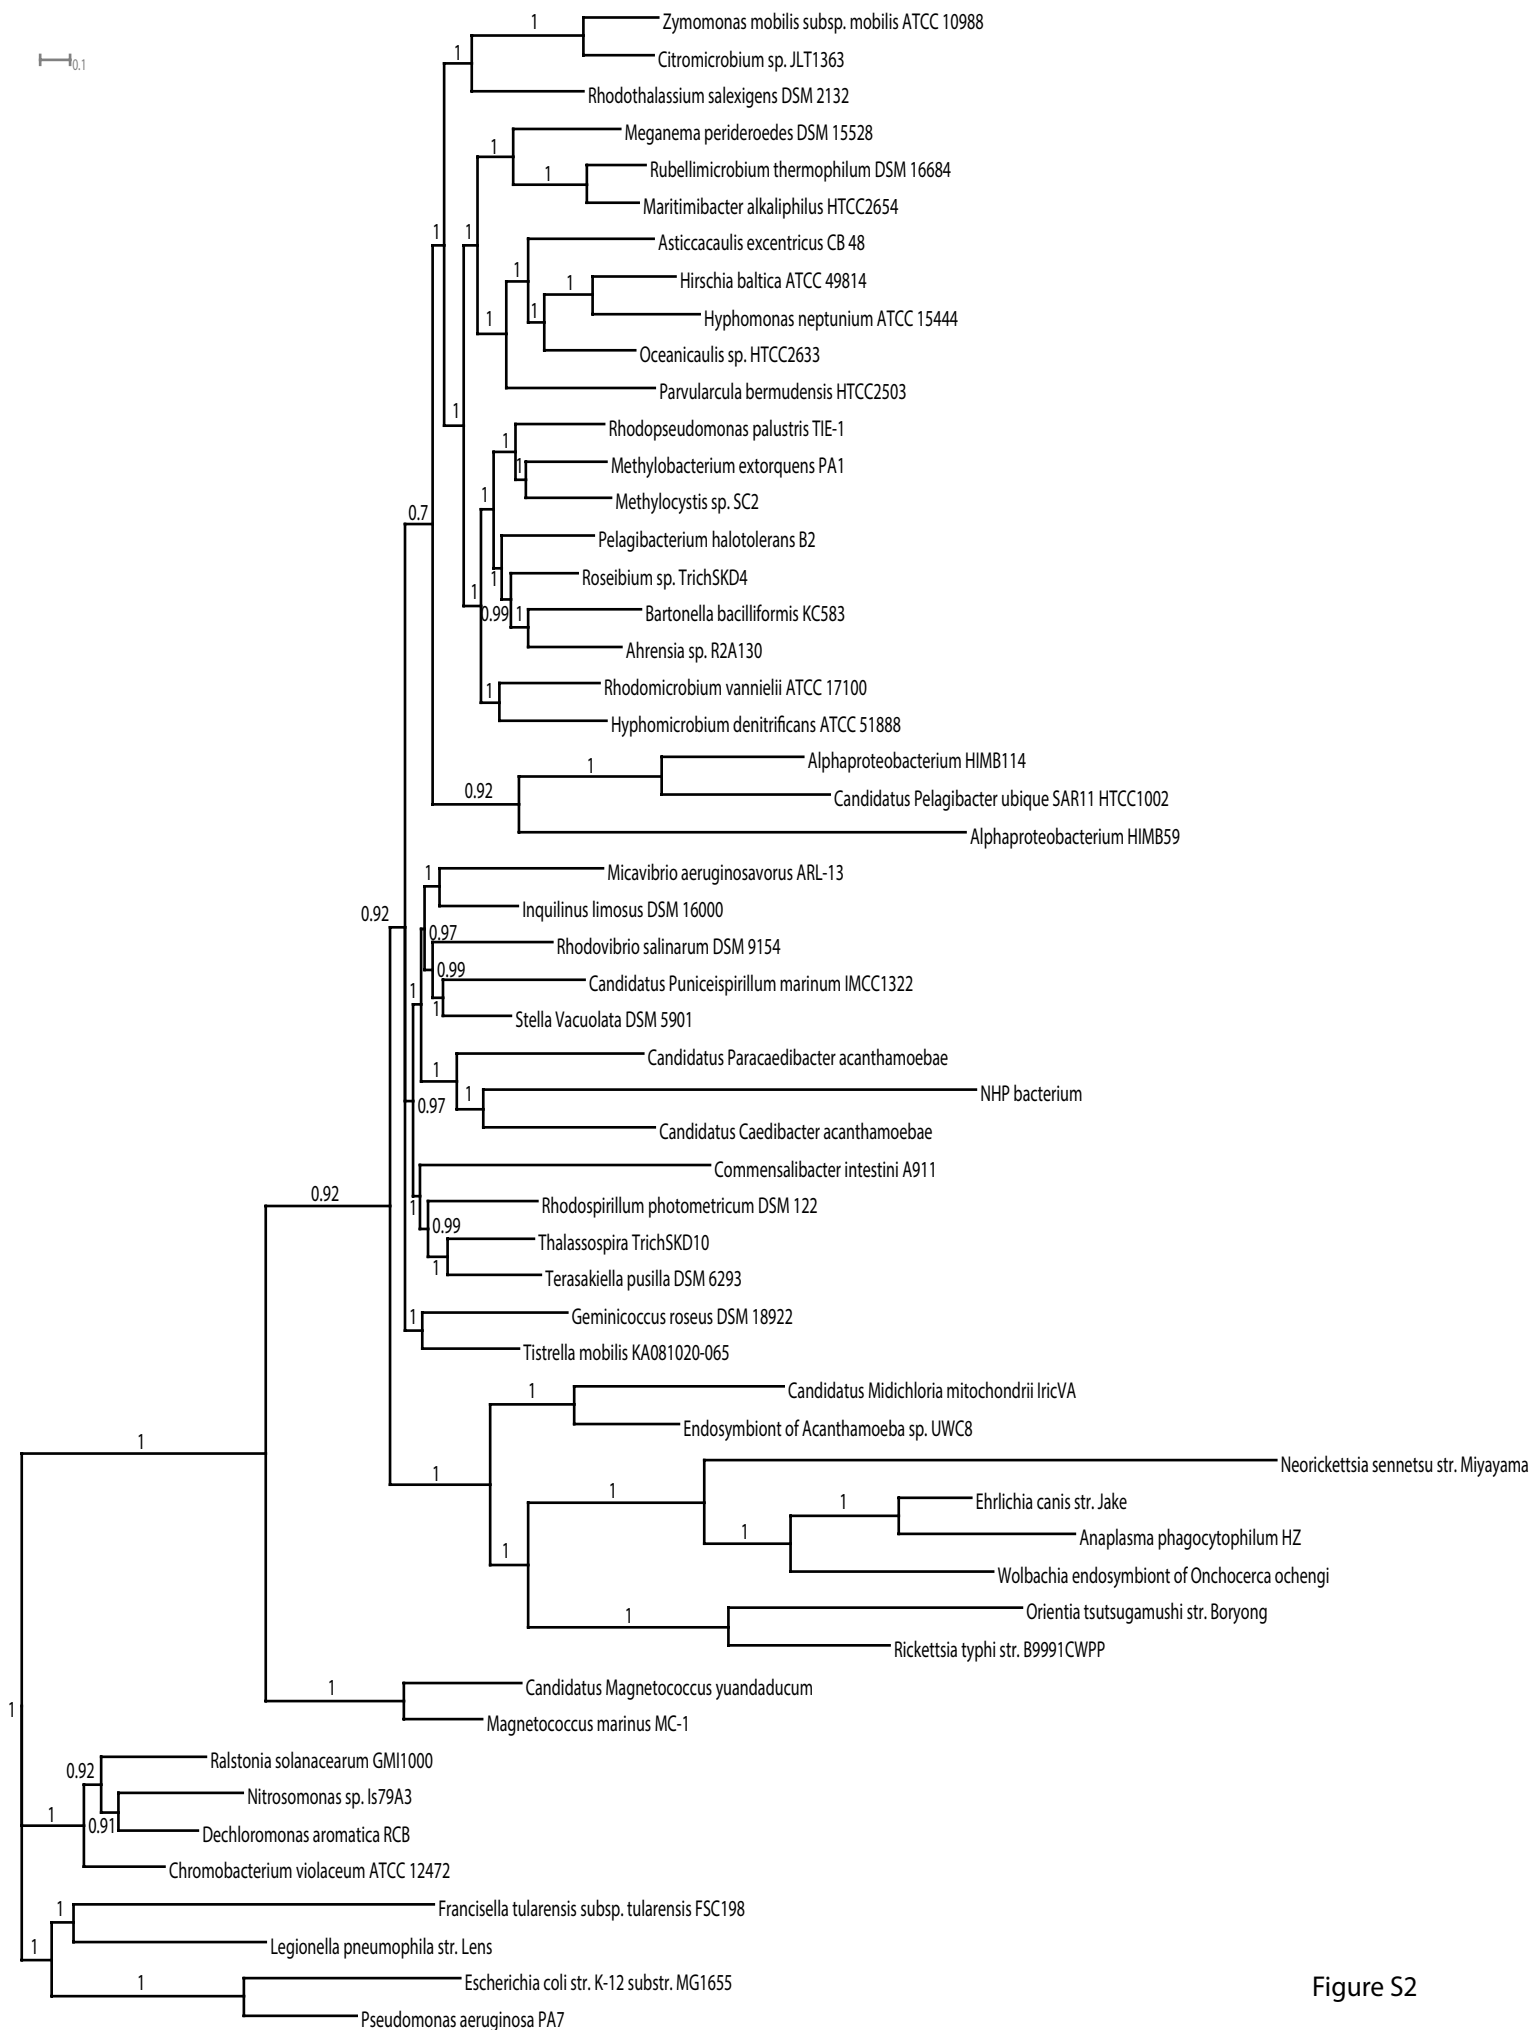 1
Zymomonas mobilis subsp. mobilis ATCC 10988
0.1
1
Citromicrobium sp. JLT1363
Rhodothalassium salexigens DSM 2132
Meganema perideroedes DSM 15528
1
1
Rubellimicrobium thermophilum DSM 16684
Maritimibacter alkaliphilus HTCC2654
1
1
Asticcacaulis excentricus CB 48
1
1
Hirschia baltica ATCC 49814
1
1
Hyphomonas neptunium ATCC 15444
Oceanicaulis sp. HTCC2633
Parvularcula bermudensis HTCC2503
1
Rhodopseudomonas palustris TIE-1
1
1
Methylobacterium extorquens PA1
1
Methylocystis sp. SC2
0.7
Pelagibacterium halotolerans B2
1
Roseibium sp. TrichSKD4
1
0.99
1
Bartonella bacilliformis KC583
Ahrensia sp. R2A130
1
Rhodomicrobium vannielii ATCC 17100
Hyphomicrobium denitrificans ATCC 51888
1
Alphaproteobacterium HIMB114
0.92
Candidatus Pelagibacter ubique SAR11 HTCC1002
Alphaproteobacterium HIMB59
1
Micavibrio aeruginosavorus ARL-13
0.92
Inquilinus limosus DSM 16000
0.97
Rhodovibrio salinarum DSM 9154
0.99
1
Candidatus Puniceispirillum marinum IMCC1322
1
Stella Vacuolata DSM 5901
1
Candidatus Paracaedibacter acanthamoebae
1
NHP bacterium
0.97
Candidatus Caedibacter acanthamoebae
Commensalibacter intestini A911
0.92
1
Rhodospirillum photometricum DSM 122
0.99
Thalassospira TrichSKD10
1
Terasakiella pusilla DSM 6293
1
Geminicoccus roseus DSM 18922
Tistrella mobilis KA081020-065
1
Candidatus Midichloria mitochondrii IricVA
Endosymbiont of Acanthamoeba sp. UWC8
1
1
Neorickettsia sennetsu str. Miyayama
1
1
Ehrlichia canis str. Jake
1
1
Anaplasma phagocytophilum HZ
Wolbachia endosymbiont of Onchocerca ochengi
1
Orientia tsutsugamushi str. Boryong
Rickettsia typhi str. B9991CWPP
1
Candidatus Magnetococcus yuandaducum
1
Magnetococcus marinus MC-1
Ralstonia solanacearum GMI1000
0.92
Nitrosomonas sp. Is79A3
1
0.91
Dechloromonas aromatica RCB
Chromobacterium violaceum ATCC 12472
1
Francisella tularensis subsp. tularensis FSC198
1
Legionella pneumophila str. Lens
1
Escherichia coli str. K-12 substr. MG1655
Figure S2
Pseudomonas aeruginosa PA7